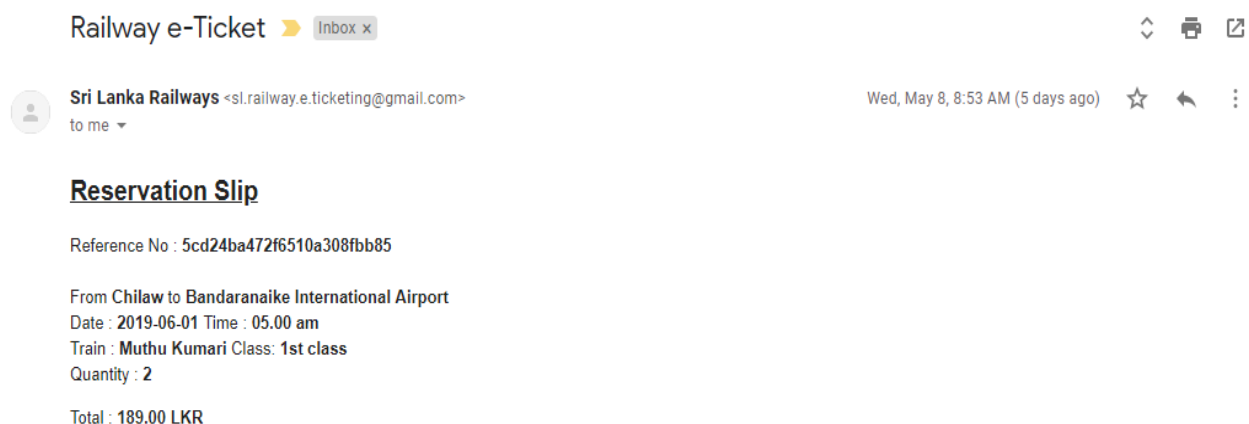 Railway e-Ticket Inbox x
Sri Lanka Railways <sl.railway.e.ticketing@gmail.com> Wed, May 8, 8:53 AM (5 days ago)
to me
Reservation Slip
Reference No : 5cd24ba472f6510a308fbb85
From Chilaw to Bandaranaike International Airport
Date : 2019-06-01 Time : 05.00 am
Train : Muthu Kumari Class: 1st class
Quantity : 2
Total : 189.00 LKR